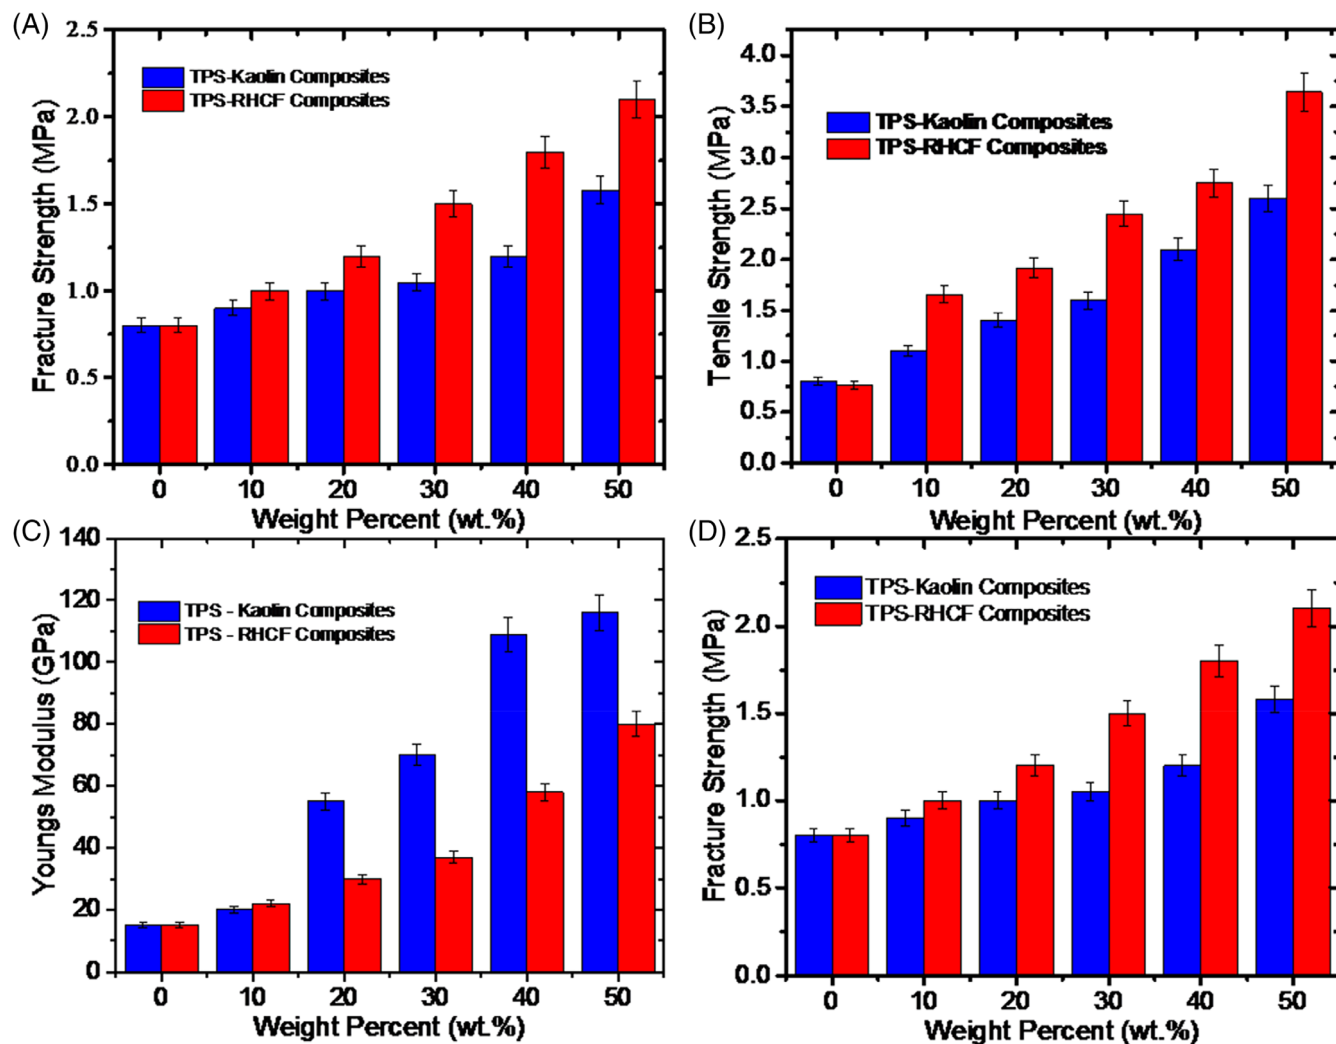 (A)
2.5
2.0
1.5
1.0
0.5
0.0
Fracture Strength (MPa)
TPS-Kaolin Composites
TPS-RHCF Composites
0 10 20 30 40 50
Weight Percent (wt.%)
(B)
4.0
3.5
3.0
2.5
2.0
1.5
1.0
0.5
0.0
Tensile Strength (MPa)
TPS-Kaolin Composites
TPS-RHCF Composites
0 10 20 30 40 50
Weight Percent (wt.%)
(C)
140
120
100
80
60
40
20
0
Youngs Modulus (GPa)
TPS - Kaolin Composites
TPS - RHCF Composites
0 10 20 30 40 50
Weight Percent (wt.%)
(D)
2.5
2.0
1.5
1.0
0.5
0.0
Fracture Strength (MPa)
TPS-Kaolin Composites
TPS-RHCF Composites
0 10 20 30 40 50
Weight Percent (wt.%)